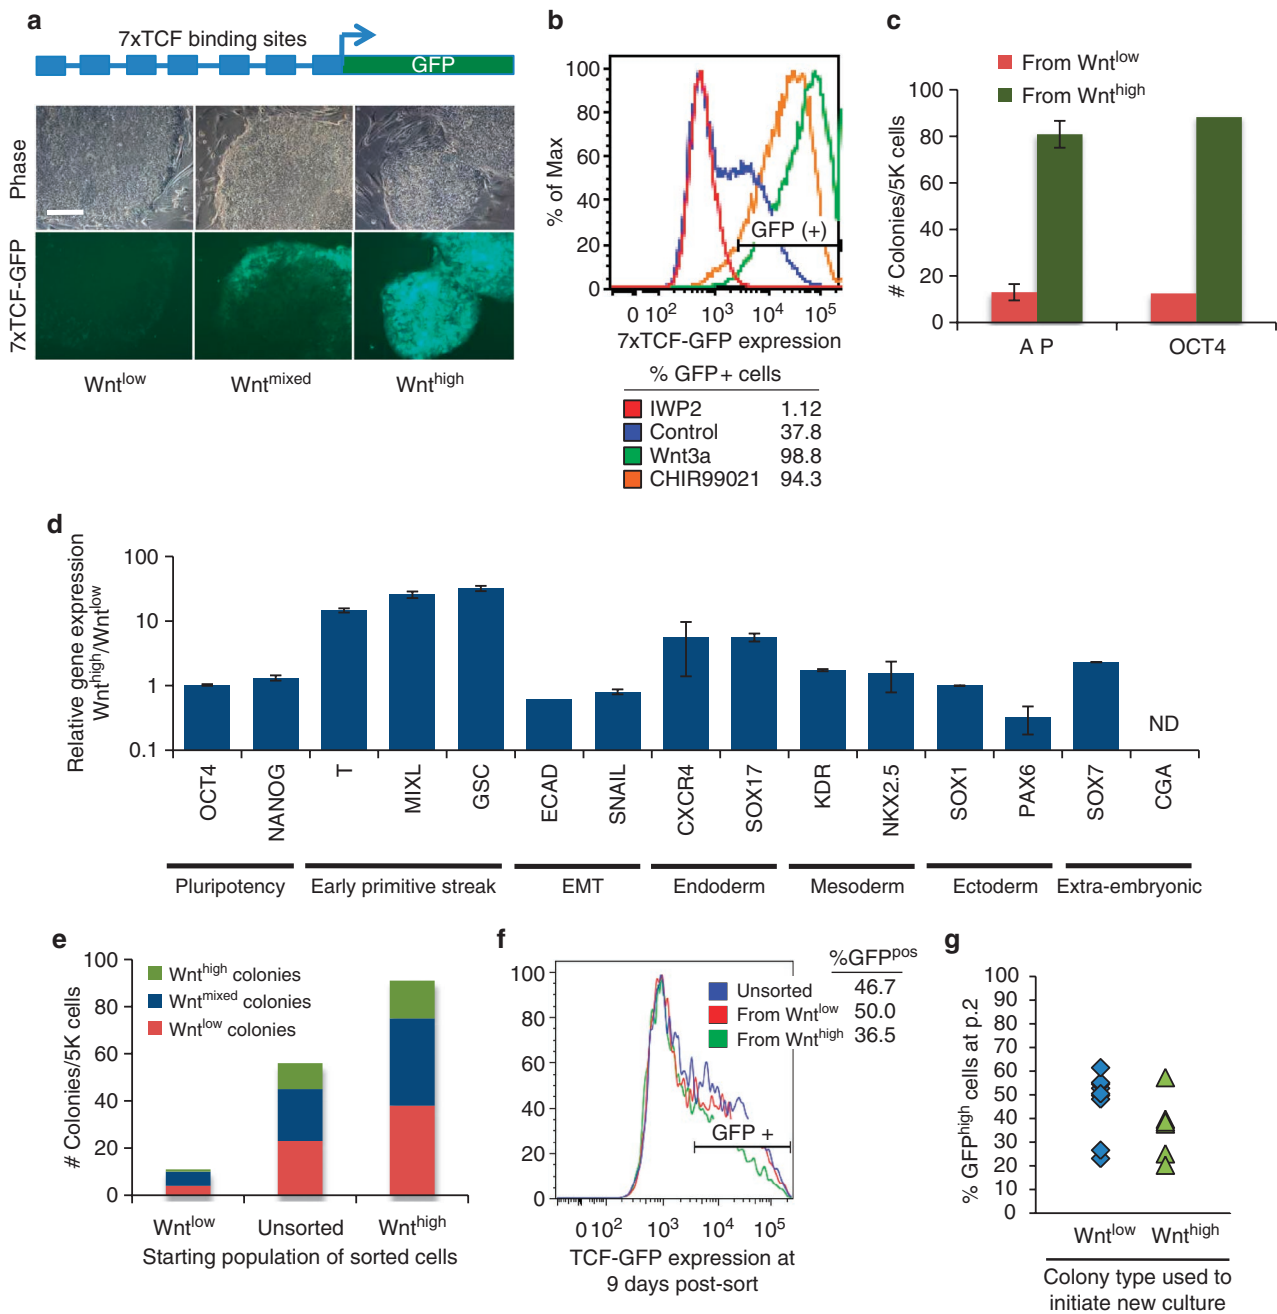 a
7xTCF binding sites
GFP
Phase
7xTCF-GFP
Wntlow
Wntmixed
Wnthigh
b
% of Max
100
80
60
40
20
0
GFP (+)
0 102 103 104 105
7xTCF-GFP expression
% GFP+ cells
IWP2 1.12
Control 37.8
Wnt3a 98.8
CHIR99021 94.3
c
From Wntlow
From Wnthigh
# Colonies/5K cells
100
80
60
40
20
0
A P
OCT4
d
Relative gene expression
Wnthigh/Wntlow
100
10
1
0.1
ND
OCT4
NANOG
T
MIXL
GSC
ECAD
SNAIL
CXCR4
SOX17
KDR
NKX2.5
SOX1
PAX6
SOX7
CGA
Pluripotency
Early primitive streak
EMT
Endoderm
Mesoderm
Ectoderm
Extra-embryonic
e
# Colonies/5K cells
100
80
60
40
20
0
Wnthigh colonies
Wntmixed colonies
Wntlow colonies
Wntlow
Unsorted
Wnthigh
Starting population of sorted cells
f
100
80
60
40
20
0
%GFPpos
Unsorted 46.7
From Wntlow 50.0
From Wnthigh 36.5
GFP +
0 102 103 104 105
TCF-GFP expression at
9 days post-sort
g
% GFPhigh cells at p.2
100
90
80
70
60
50
40
30
20
10
0
Wntlow
Wnthigh
Colony type used to
initiate new culture